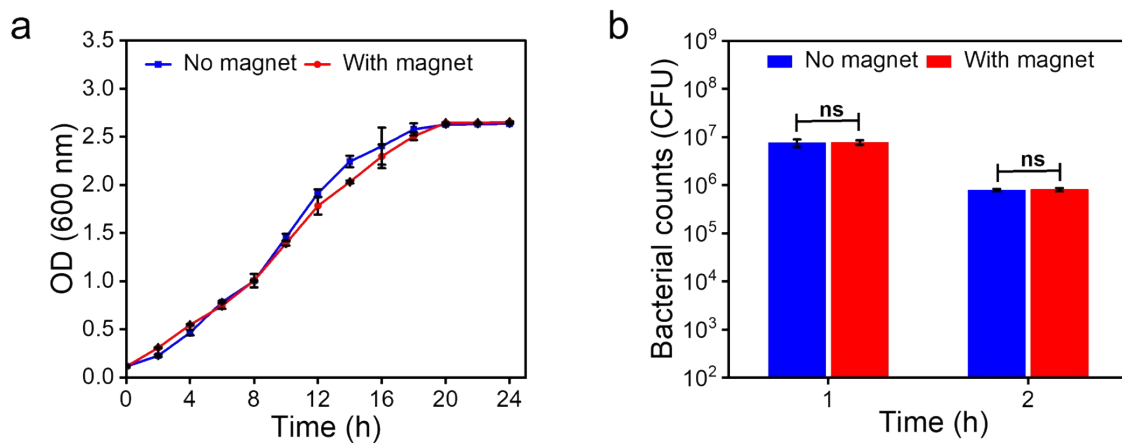 a
3.5
3.0
2.5
2.0
1.5
1.0
0.5
0.0
OD (600 nm)
No magnet
With magnet
0 4 8 12 16 20 24
Time (h)
b
10⁹
10⁸
10⁷
10⁶
10⁵
10⁴
10³
10²
Bacterial counts (CFU)
No magnet
With magnet
ns
ns
1 2
Time (h)